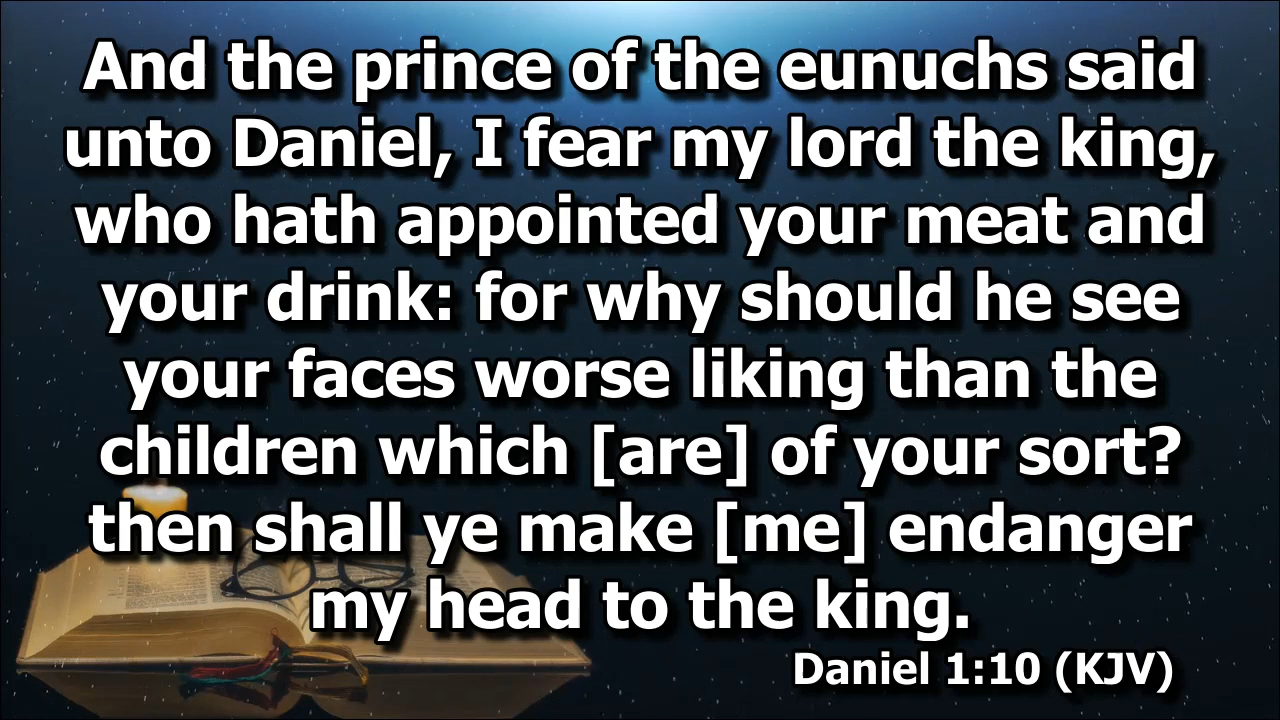 And the prince of the eunuchs said
unto Daniel, I fear my lord the king,
who hath appointed your meat and
your drink: for why should he see
your faces worse liking than the
children which [are] of your sort?
then shall ye make [me] endanger
my head to the king.
Daniel 1:10 (KJV)